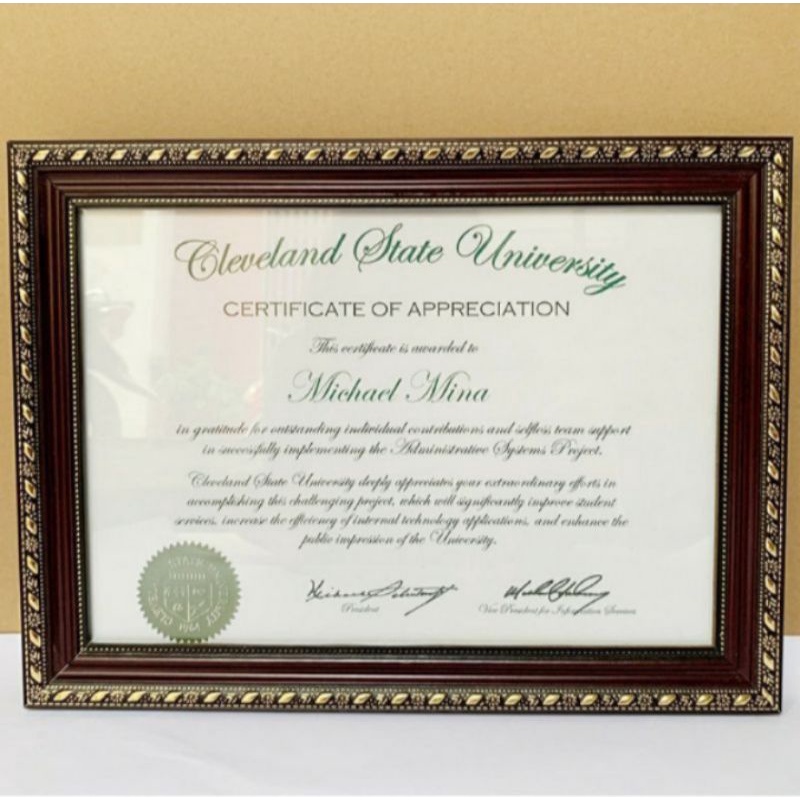 Cleveland State University
CERTIFICATE OF APPRECIATION
This certificate is awarded to
Michael Mina
in gratitude for outstanding individual contributions and selfless team support
in successfully implementing the Administrative Systems Project.
Cleveland State University deeply appreciates your extraordinary efforts in
accomplishing this challenging project, which will significantly improve student
services, increase the efficiency of internal technology applications, and enhance the
public impression of the University.
President
Vice President for Information Services
1964